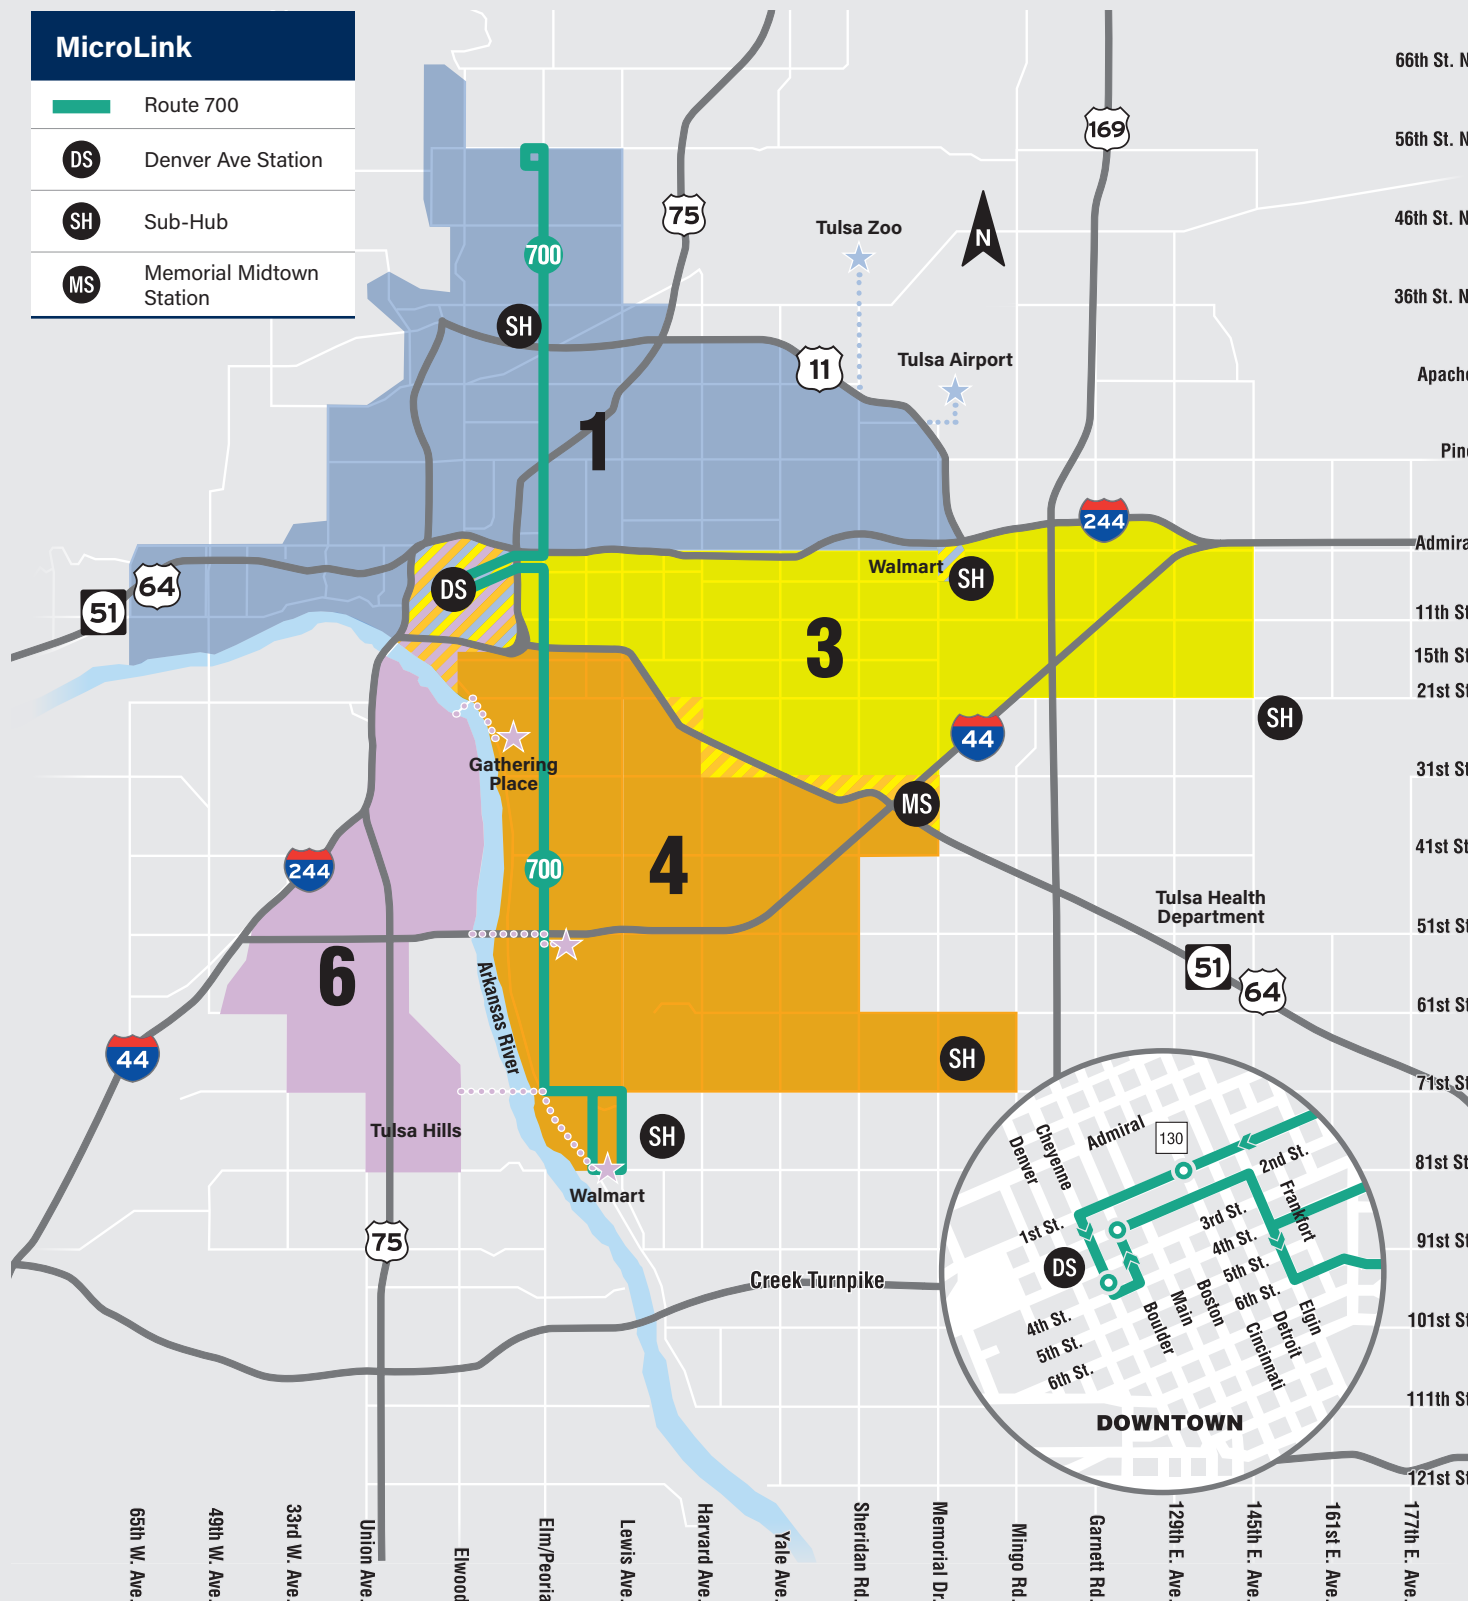 MicroLink
Route 700
DS
Denver Ave Station
SH
Sub-Hub
MS
Memorial Midtown
Station
66th St. N
169
56th St. N
75
46th St. N
Tulsa Zoo
N
700
36th St. N
SH
11
Tulsa Airport
Apache
1
Pine
244
Admiral
Walmart
SH
64
51
DS
11th St
3
15th St
21st St
SH
44
Gathering
Place
31st St
MS
41st St
4
700
244
Tulsa Health
Department
51st St
51
64
6
Arkansas River
61st St
44
SH
71st St
Tulsa Hills
SH
81st St
Walmart
75
91st St
Creek Turnpike
101st St
111th St
121st St
Denver
Cheyenne
Admiral
130
2nd St.
Frankfort
1st St.
3rd St.
4th St.
5th St.
6th St.
DS
4th St.
5th St.
6th St.
Boulder
Main
Boston
Cincinnati
Detroit
Elgin
DOWNTOWN
65th W. Ave.
49th W. Ave.
33rd W. Ave.
Union Ave.
Elwood
Elm/Peoria
Lewis Ave.
Harvard Ave.
Yale Ave.
Sheridan Rd.
Memorial Dr.
Mingo Rd.
Garnett Rd.
129th E. Ave.
145th E. Ave.
161st E. Ave.
177th E. Ave.